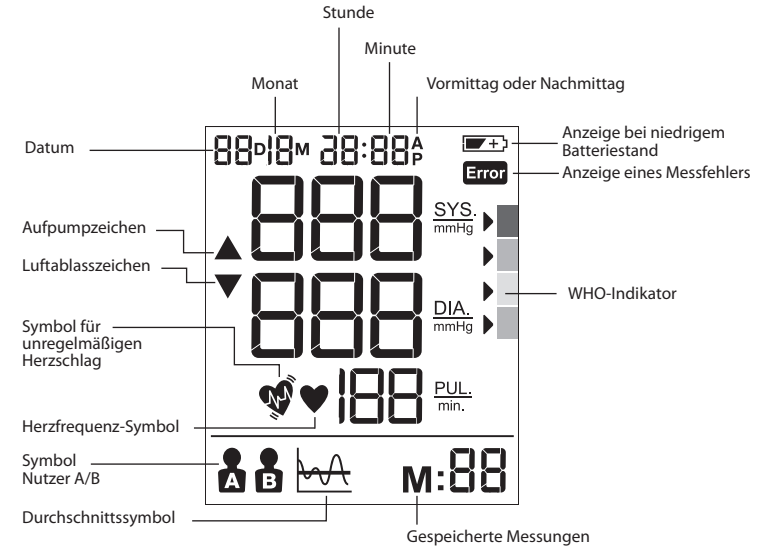 Stunde
Minute
Monat
Vormittag oder Nachmittag
Datum
88D18M 28:88 A
P
Anzeige bei niedrigem
Batteriestand
Error
Anzeige eines Messfehlers
888
SYS.
mmHg
Aufpumpzeichen
Luftablasszeichen
WHO-Indikator
888
DIA.
mmHg
Symbol für
unregelmäßigen
Herzschlag
188
PUL.
min.
Herzfrequenz-Symbol
Symbol
Nutzer A/B
A B
M:88
Durchschnittssymbol
Gespeicherte Messungen